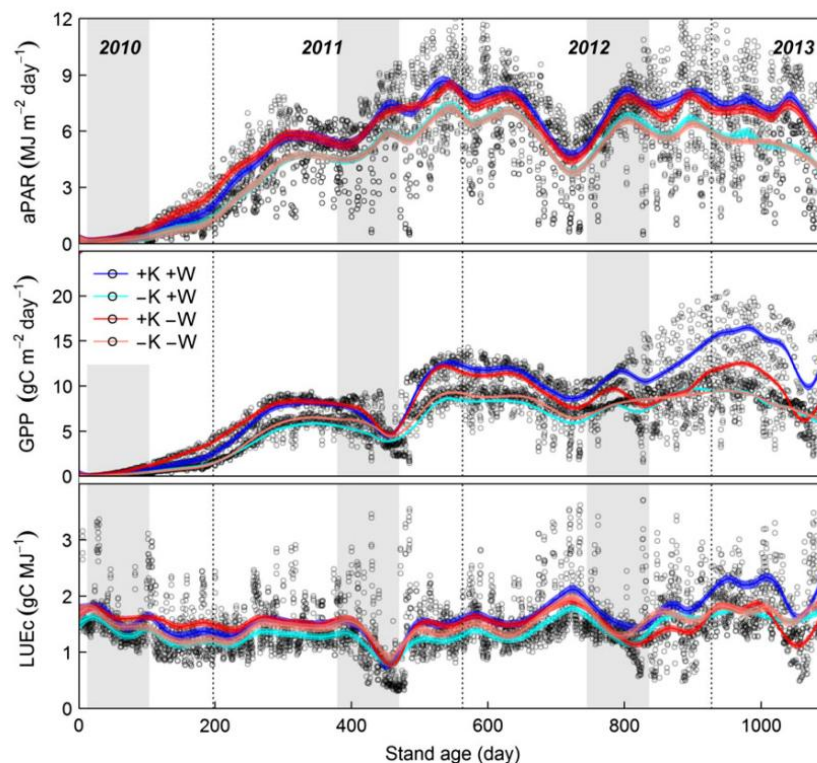 2010
2011
2012
2013
12
9
6
3
0
aPAR (MJ m⁻² day⁻¹)
+K +W
−K +W
+K −W
−K −W
20
15
10
5
0
GPP (gC m⁻² day⁻¹)
3
2
1
0
LUEc (gC MJ⁻¹)
0 200 400 600 800 1000
Stand age (day)